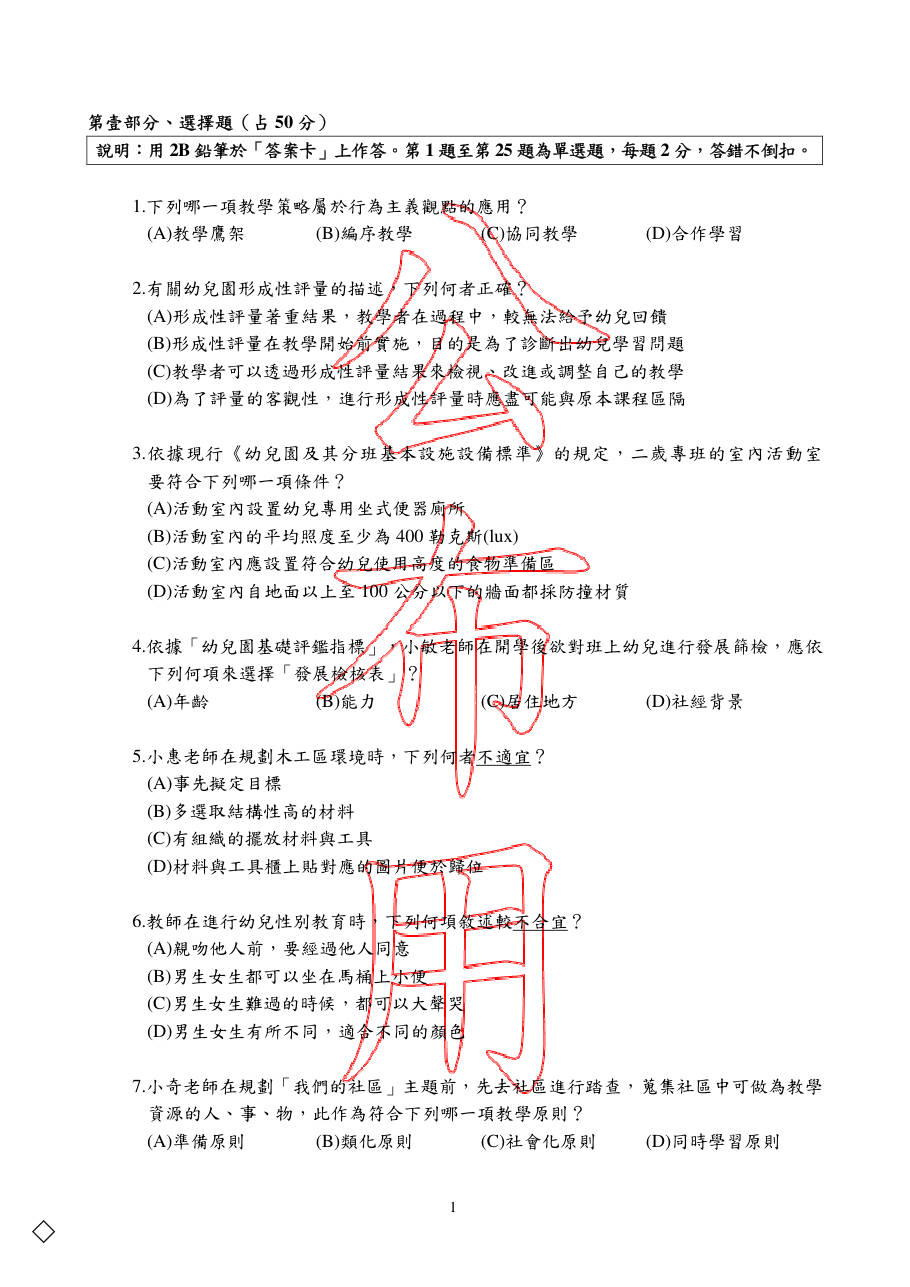 第壹部分、選擇題（占 50 分）
說明：用 2B 鉛筆於「答案卡」上作答。第 1 題至第 25 題為單選題，每題 2 分，答錯不倒扣。
1.下列哪一項教學策略屬於行為主義觀點的應用？
(A)教學鷹架 (B)編序教學 (C)協同教學 (D)合作學習
2.有關幼兒園形成性評量的描述，下列何者正確？
(A)形成性評量著重結果，教學者在過程中，較無法給予幼兒回饋
(B)形成性評量在教學開始前實施，目的是為了診斷出幼兒學習問題
(C)教學者可以透過形成性評量結果來檢視、改進或調整自己的教學
(D)為了評量的客觀性，進行形成性評量時應盡可能與原本課程區隔
3.依據現行《幼兒園及其分班基本設施設備標準》的規定，二歲專班的室內活動室
要符合下列哪一項條件？
(A)活動室內設置幼兒專用坐式便器廁所
(B)活動室內的平均照度至少為 400 勒克斯(lux)
(C)活動室內應設置符合幼兒使用高度的食物準備區
(D)活動室內自地面以上至 100 公分以下的牆面都採防撞材質
4.依據「幼兒園基礎評鑑指標」，小敏老師在開學後欲對班上幼兒進行發展篩檢，應依
下列何項來選擇「發展檢核表」？
(A)年齡 (B)能力 (C)居住地方 (D)社經背景
5.小惠老師在規劃木工區環境時，下列何者不適宜？
(A)事先擬定目標
(B)多選取結構性高的材料
(C)有組織的擺放材料與工具
(D)材料與工具櫃上貼對應的圖片便於歸位
6.教師在進行幼兒性別教育時，下列何項敘述較不合宜？
(A)親吻他人前，要經過他人同意
(B)男生女生都可以坐在馬桶上小便
(C)男生女生難過的時候，都可以大聲哭
(D)男生女生有所不同，適合不同的顏色
7.小奇老師在規劃「我們的社區」主題前，先去社區進行踏查，蒐集社區中可做為教學
資源的人、事、物，此作為符合下列哪一項教學原則？
(A)準備原則 (B)類化原則 (C)社會化原則 (D)同時學習原則
1
公布用